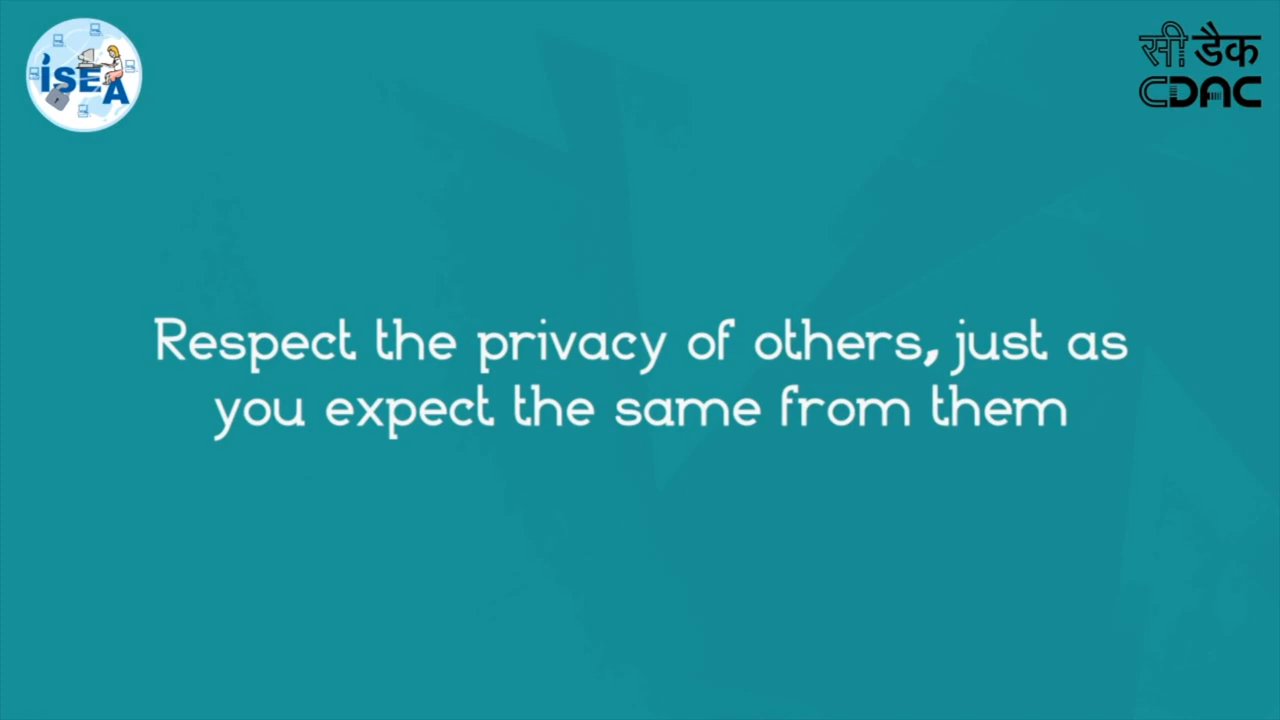 iSEA
सी डैक
CDAC
Respect the privacy of others, just as
you expect the same from them